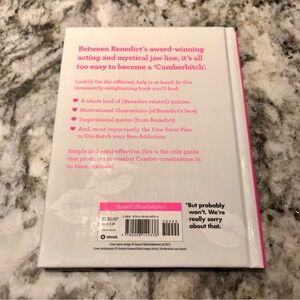 Between Benedict's award-winning
acting and mystical jaw line, it's all
too easy to become a 'Cumberbitch'.
Luckily for the afflicted, help is at hand! In this
incessantly enlightening book you'll find:
A whole load of (Benedict-related) quizzes
Motivational illustrations (of Benedict's face)
Inspirational quotes (from Benedict)
And, most importantly, the Five-Point Plan
to Dis-Batch your Ben-Addiction
Simple and semi-effective, this is the only guide
that promises to combat Cumber-crastination in
no time, entirely!
HarperCollinsPublishers
*But probably
won't. We're
really sorry
about that.
ebook